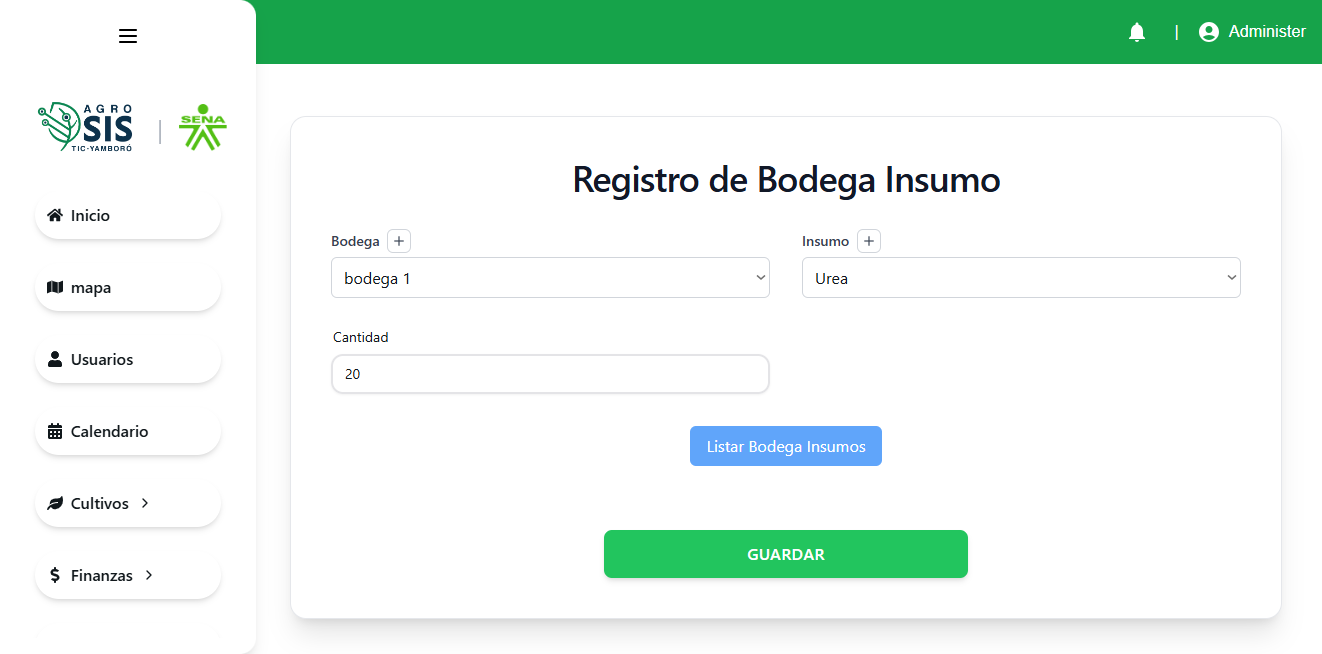 Administer
AGRO
SIS
TIC-YAMBORÓ
SENA
Inicio
mapa
Usuarios
Calendario
Cultivos
Finanzas
Registro de Bodega Insumo
Bodega
Insumo
bodega 1
Urea
Cantidad
20
Listar Bodega Insumos
GUARDAR